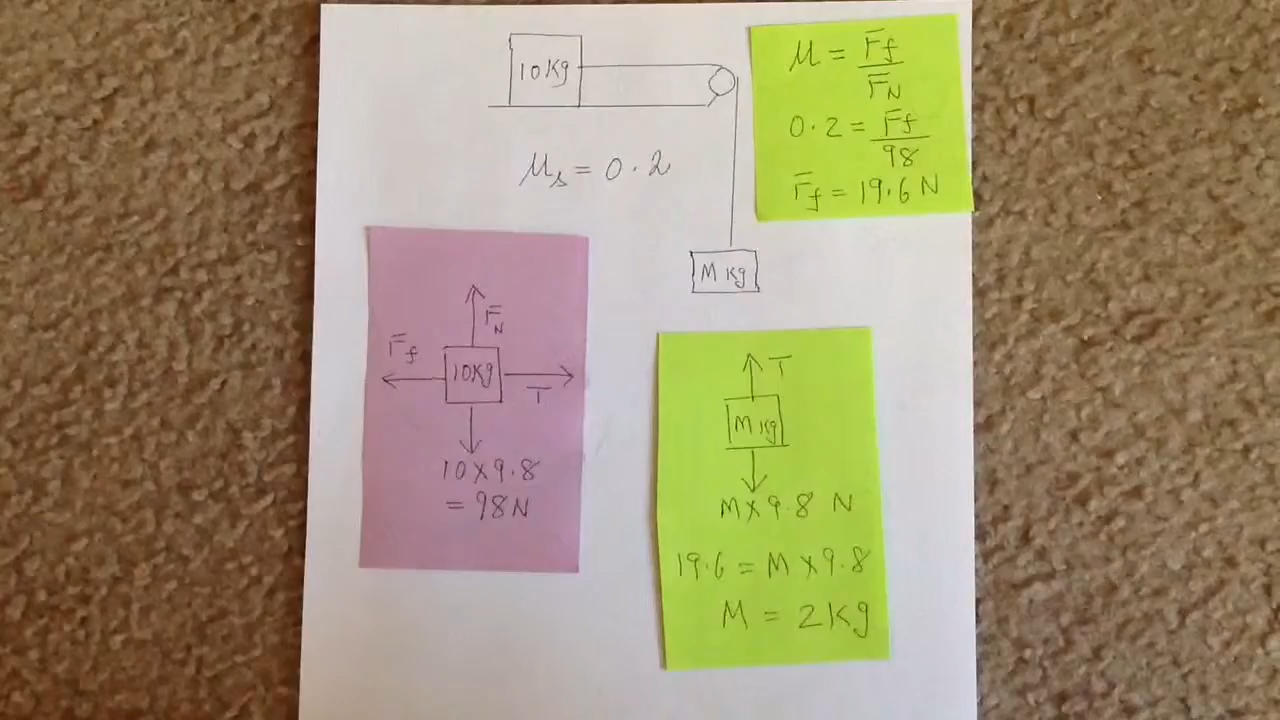 10 Kg
μs = 0.2
M Kg
μ = Ff / FN
0.2 = Ff / 98
Ff = 19.6 N
FN
Ff
10 Kg
T
10 x 9.8
= 98 N
T
M Kg
M x 9.8 N
19.6 = M x 9.8
M = 2 Kg